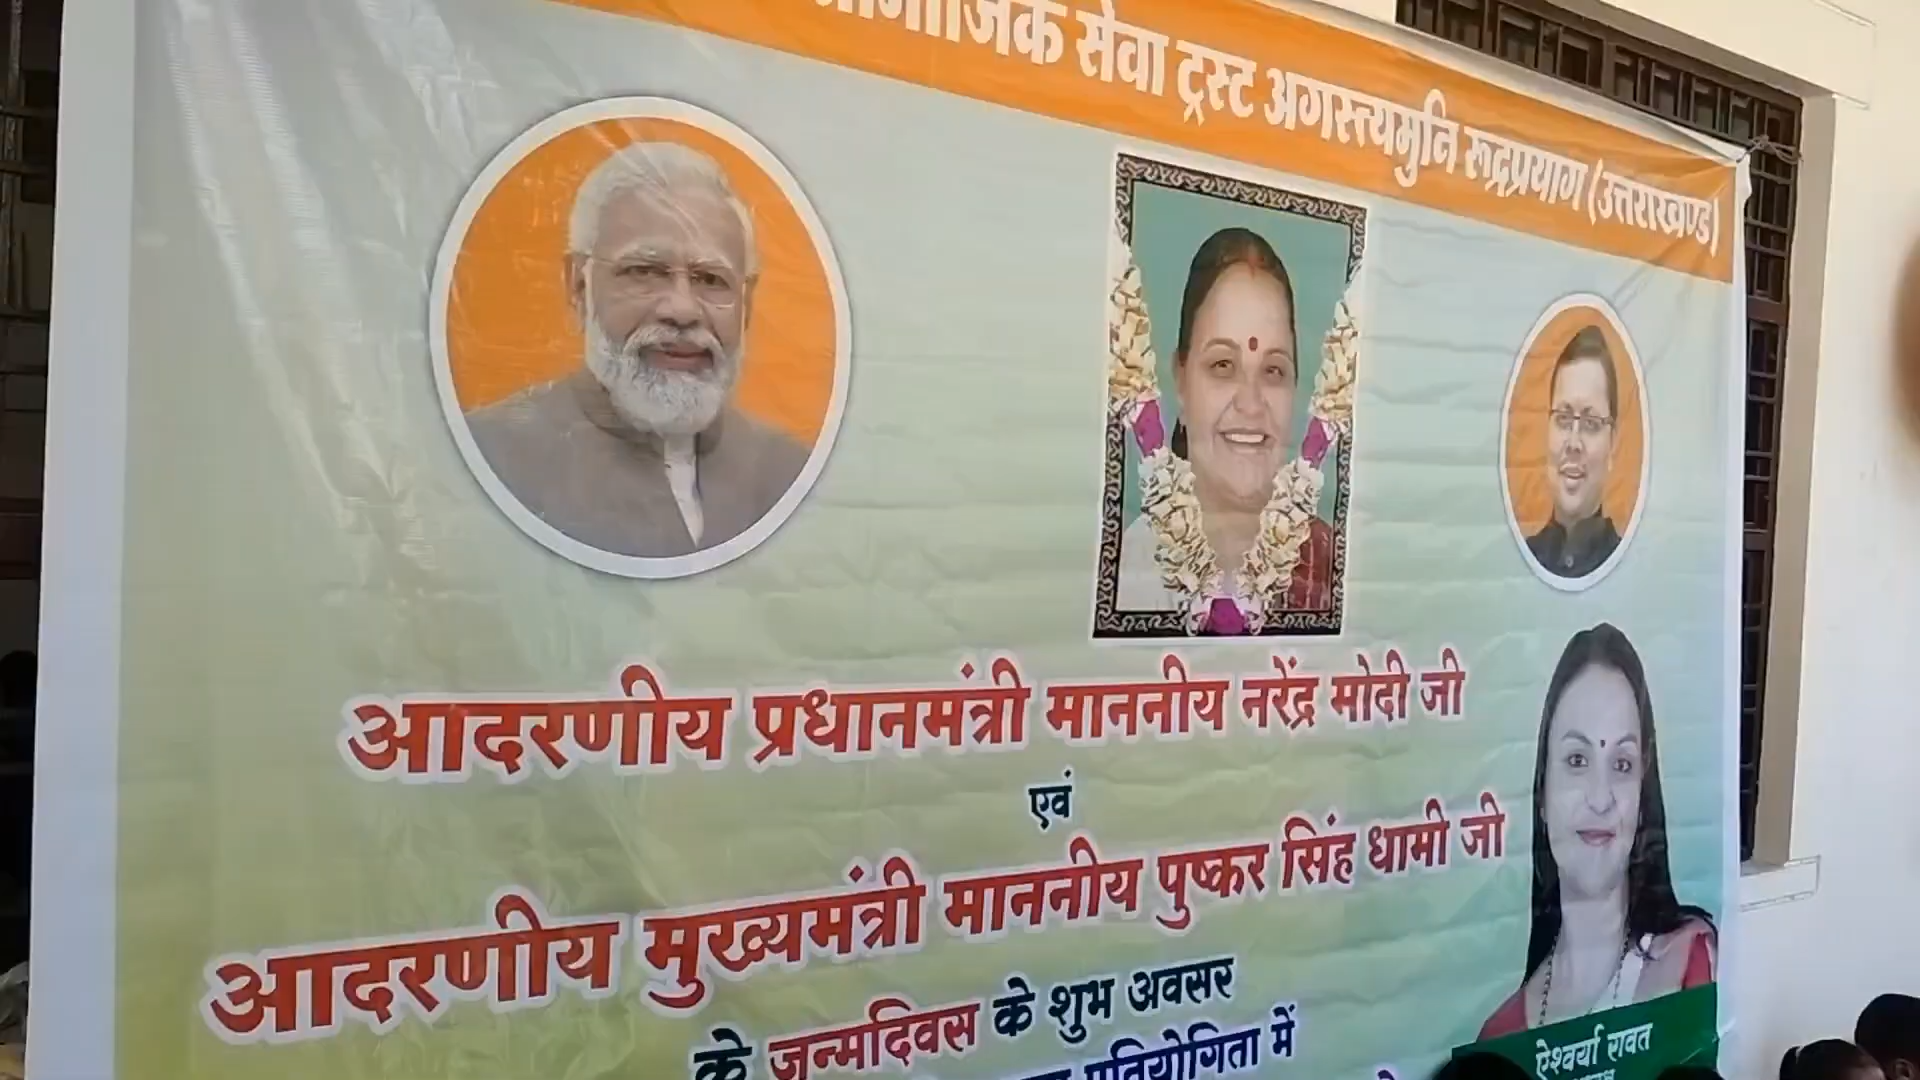 सेवा ट्रस्ट अगस्त्यमुनि रूद्रप्रयाग (उत्तराखण्ड)
आदरणीय प्रधानमंत्री माननीय नरेंद्र मोदी जी
एवं
आदरणीय मुख्यमंत्री माननीय पुष्कर सिंह धामी जी
के जन्मदिवस के शुभ अवसर
प्रतियोगिता में
ऐश्वर्या रावत